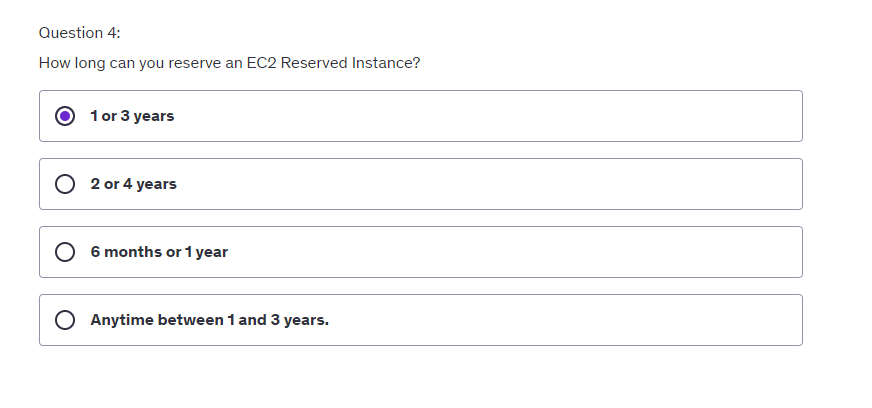 Question 4:
How long can you reserve an EC2 Reserved Instance?
1 or 3 years
2 or 4 years
6 months or 1 year
Anytime between 1 and 3 years.